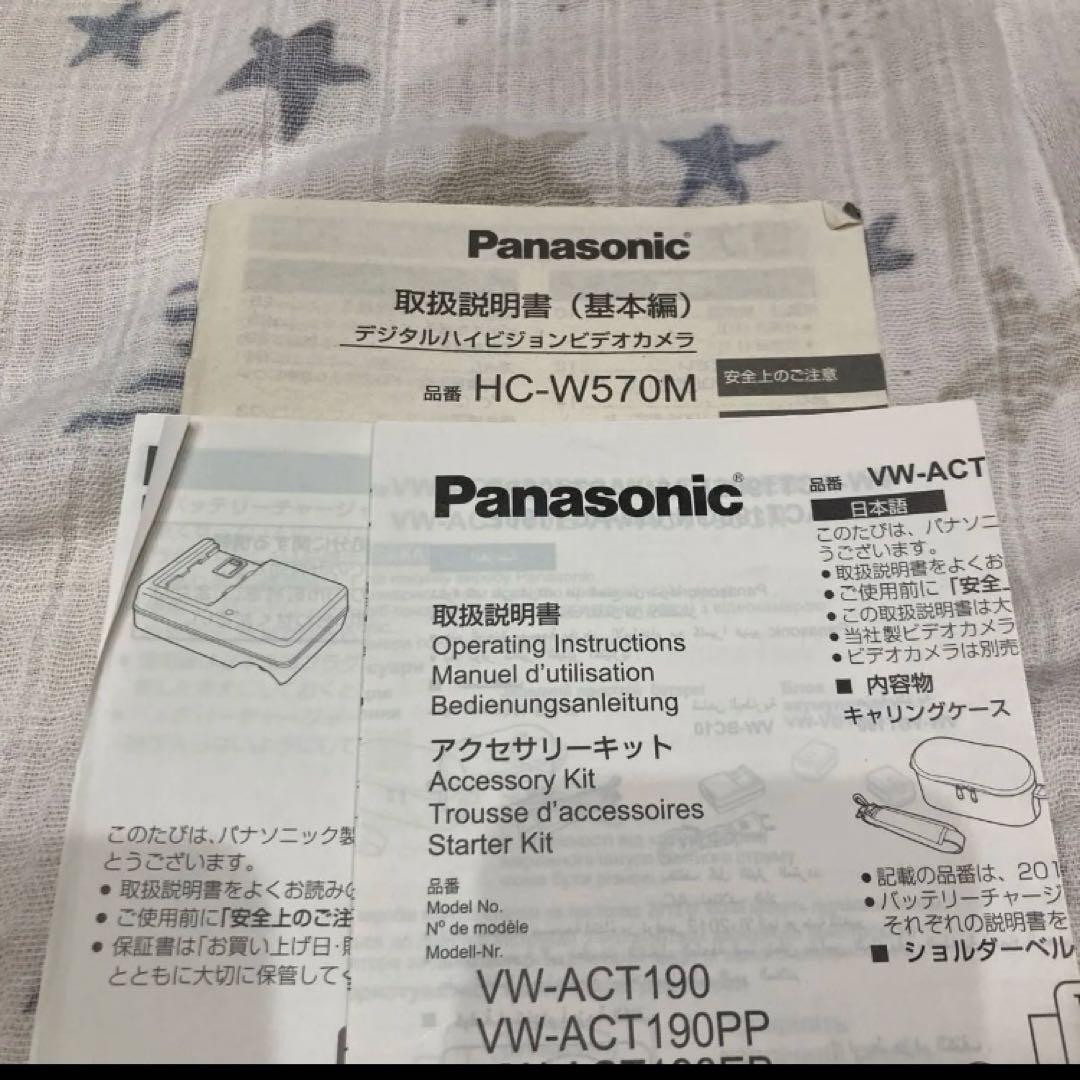 Panasonic®
取扱説明書（基本編）
デジタルハイビジョンビデオカメラ
品番 HC-W570M
安全上のご注意
Panasonic®
取扱説明書
Operating Instructions
Manuel d'utilisation
Bedienungsanleitung
アクセサリーキット
Accessory Kit
Trousse d'accessoires
Starter Kit
品番
Model No.
N° de modèle
Modell-Nr.
VW-ACT190
VW-ACT190PP
品番 VW-ACT
日本語
このたびは、パナソニ
うございます。
●取扱説明書をよくお
●ご使用前に「安全上
●この取扱説明書は大
●当社製ビデオカメラ
●ビデオカメラは別売
■ 内容物
キャリングケース
●記載の品番は、201
●バッテリーチャージ
それぞれの説明書を
■ ショルダーベル
このたびは、パナソニック製
とうございます。
● 取扱説明書をよくお読みの
● ご使用前に「安全上のご注
● 保証書は「お買い上げ日・
とともに大切に保管して